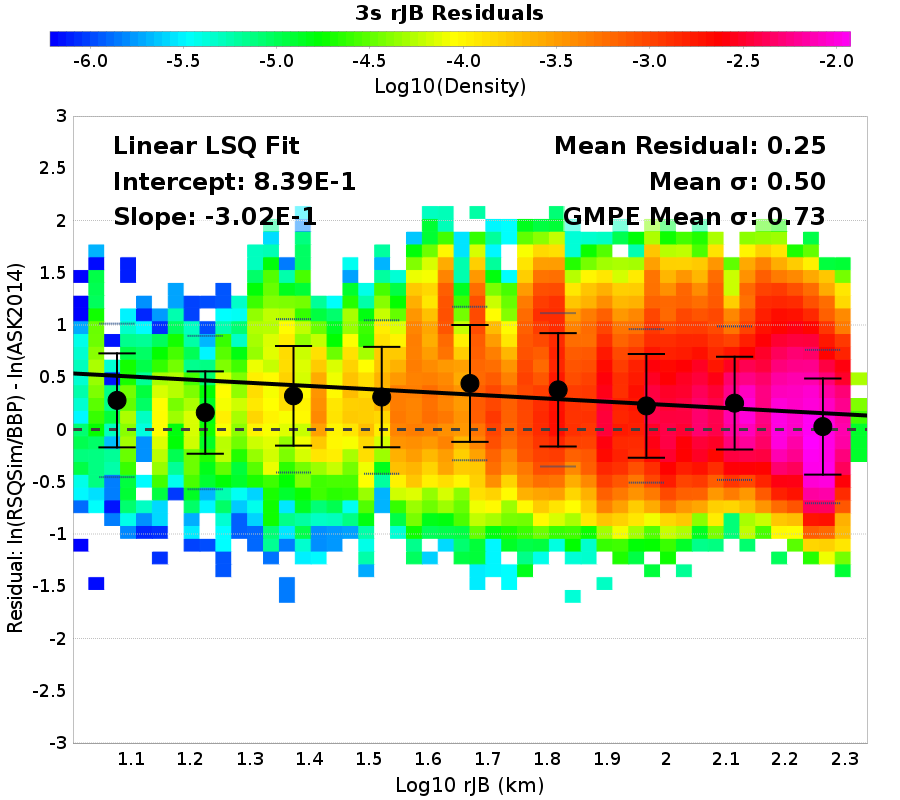 3s rJB Residuals
-6.0 -5.5 -5.0 -4.5 -4.0 -3.5 -3.0 -2.5 -2.0
Log10(Density)
Linear LSQ Fit
Intercept: 8.39E-1
Slope: -3.02E-1
Mean Residual: 0.25
Mean σ: 0.50
GMPE Mean σ: 0.73
Residual: ln(RSQSim/BBP) - ln(ASK2014)
3
2.5
2
1.5
1
0.5
0
-0.5
-1
-1.5
-2
-2.5
-3
1.1 1.2 1.3 1.4 1.5 1.6 1.7 1.8 1.9 2 2.1 2.2 2.3
Log10 rJB (km)